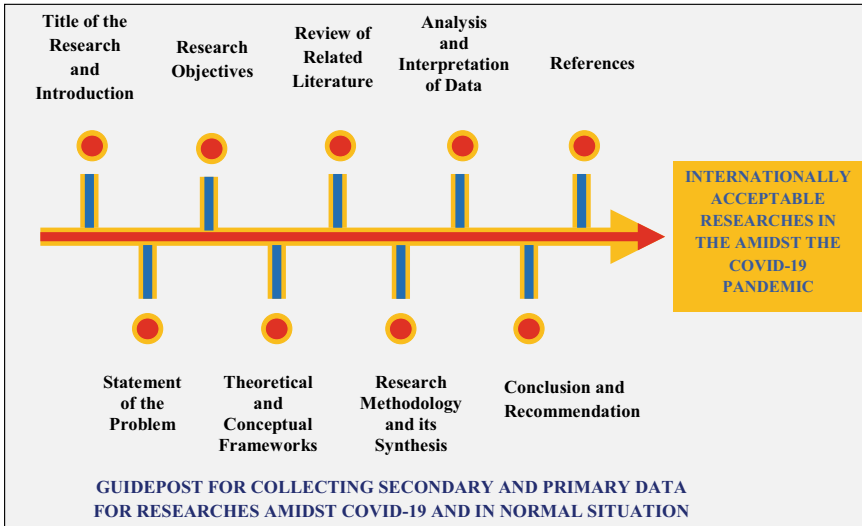 Title of the
Research
and
Introduction
Research
Objectives
Review of
Related
Literature
Analysis
and
Interpretation
of Data
References
INTERNATIONALLY
ACCEPTABLE
RESEARCHES IN
THE AMIDST THE
COVID-19
PANDEMIC
Statement
of the
Problem
Theoretical
and
Conceptual
Frameworks
Research
Methodology
and its
Synthesis
Conclusion and
Recommendation
GUIDEPOST FOR COLLECTING SECONDARY AND PRIMARY DATA
FOR RESEARCHES AMIDST COVID-19 AND IN NORMAL SITUATION